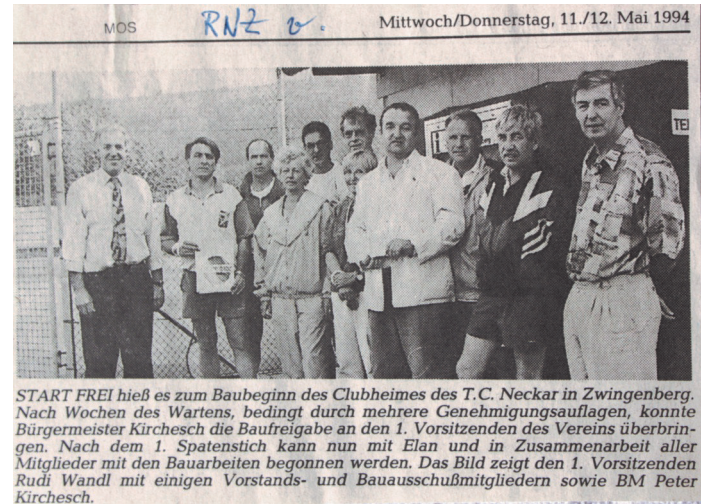 MOS
RNZ v.
Mittwoch/Donnerstag, 11./12. Mai 1994
TE
START FREI hieß es zum Baubeginn des Clubheimes des T.C. Neckar in Zwingenberg.
Nach Wochen des Wartens, bedingt durch mehrere Genehmigungsauflagen, konnte
Bürgermeister Kirchesch die Baufreigabe an den 1. Vorsitzenden des Vereins überbrin-
gen. Nach dem 1. Spatenstich kann nun mit Elan und in Zusammenarbeit aller
Mitglieder mit den Bauarbeiten begonnen werden. Das Bild zeigt den 1. Vorsitzenden
Rudi Wandl mit einigen Vorstands- und Bauausschußmitgliedern sowie BM Peter
Kirchesch.